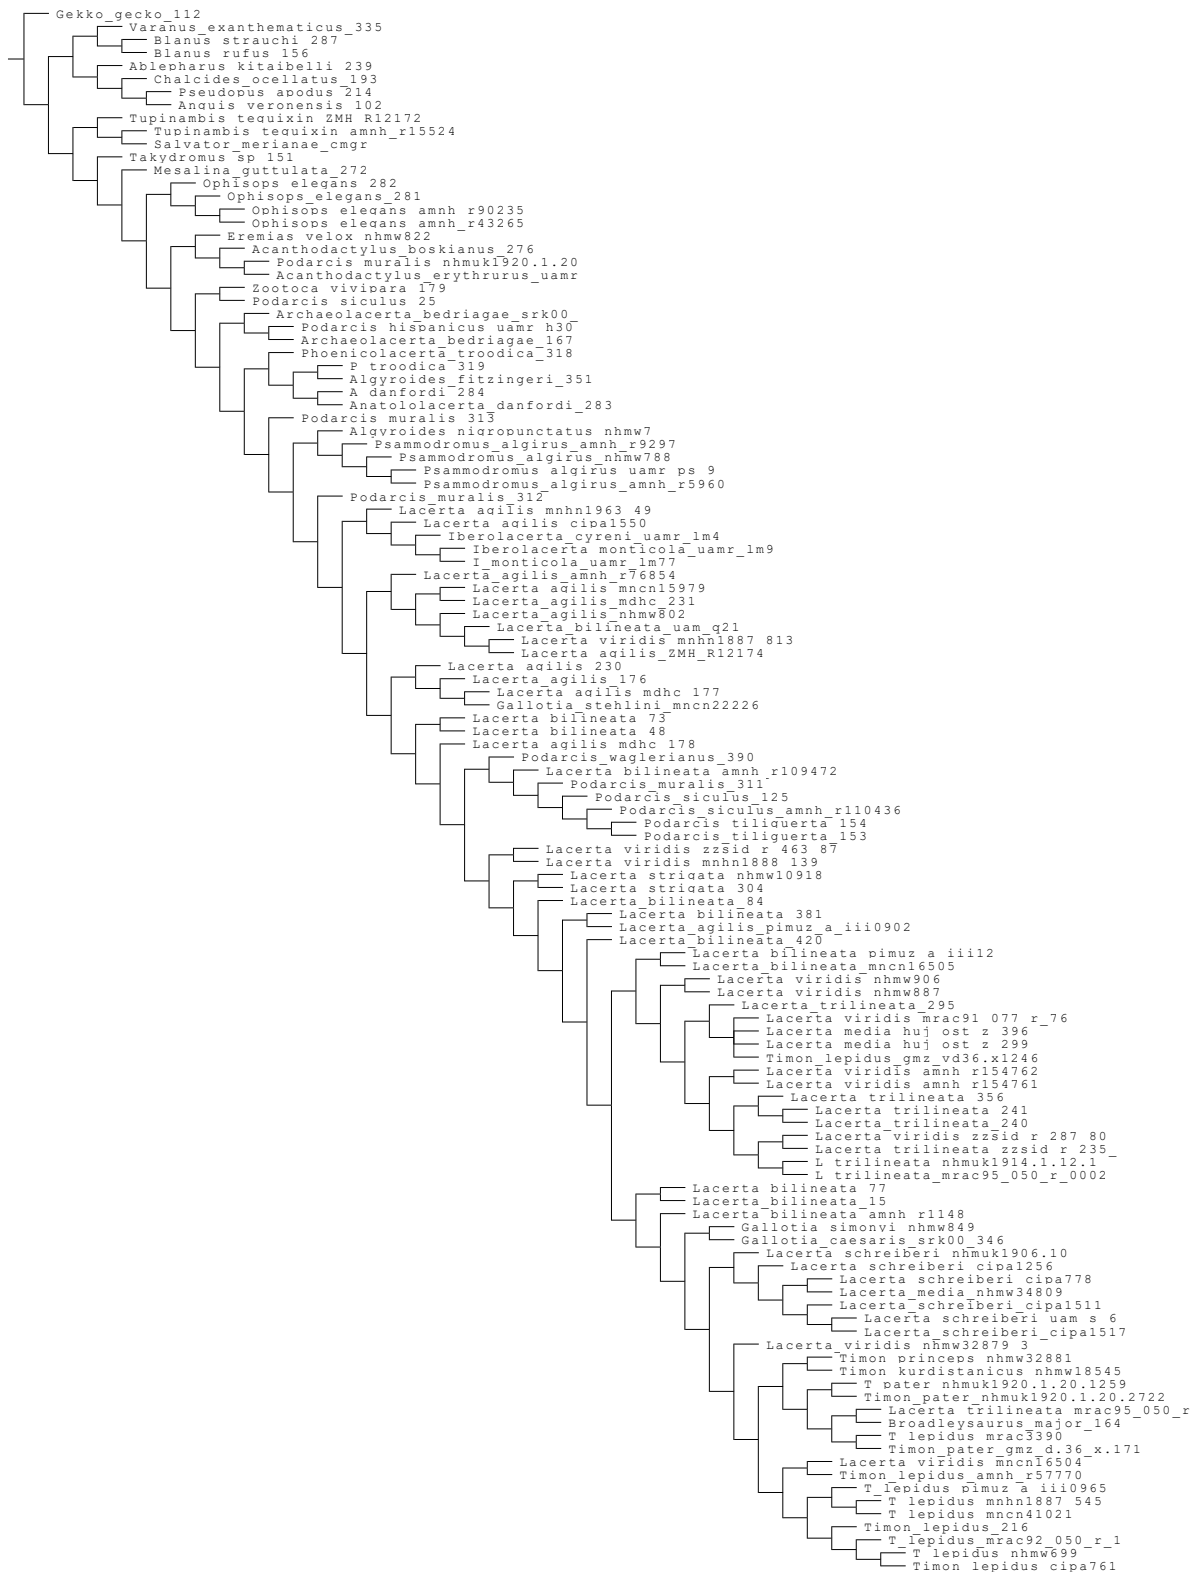 Gekko_gecko_112
Varanus_exanthematicus_335
Blanus_strauchi_287
Blanus_rufus_156
Ablepharus_kitaibelli_239
Chalcides_ocellatus_193
Pseudopus_apodus_214
Anguis_veronensis_102
Tupinambis_teguixin_ZMH_R12172
Tupinambis_teguixin_amnh_r15524
Salvator_merianae_cmgr
Takydromus_sp_151
Mesalina_guttulata_272
Ophisops_elegans_282
Ophisops_elegans_281
Ophisops_elegans_amnh_r90235
Ophisops_elegans_amnh_r43265
Eremias_velox_nhmw822
Acanthodactylus_boskianus_276
Podarcis_muralis_nhmuk1920.1.20
Acanthodactylus_erythrurus_uamr
Zootoca_vivipara_179
Podarcis_siculus_25
Archaeolacerta_bedriagae_srk00_
Podarcis_hispanicus_uamr_h30
Archaeolacerta_bedriagae_167
Phoenicolacerta_troodica_318
P_troodica_319
Algyroides_fitzingeri_351
A_danfordi_284
Anatololacerta_danfordi_283
Podarcis_muralis_313
Algyroides_nigropunctatus_nhmw7
Psammodromus_algirus_amnh_r9297
Psammodromus_algirus_nhmw788
Psammodromus_algirus_uamr_ps_9
Psammodromus_algirus_amnh_r5960
Podarcis_muralis_312
Lacerta_agilis_mnhn1963_49
Lacerta_agilis_cipa1550
Iberolacerta_cyreni_uamr_lm4
Iberolacerta_monticola_uamr_lm9
I_monticola_uamr_lm77
Lacerta_agilis_amnh_r76854
Lacerta_agilis_mncn15979
Lacerta_agilis_mdhc_231
Lacerta_agilis_nhmw802
Lacerta_bilineata_uam_q21
Lacerta_viridis_mnhn1887_813
Lacerta_agilis_ZMH_R12174
Lacerta_agilis_230
Lacerta_agilis_176
Lacerta_agilis_mdhc_177
Gallotia_stehlini_mncn22226
Lacerta_bilineata_73
Lacerta_bilineata_48
Lacerta_agilis_mdhc_178
Podarcis_waglerianus_390
Lacerta_bilineata_amnh_r109472
Podarcis_muralis_311
Podarcis_siculus_125
Podarcis_siculus_amnh_r110436
Podarcis_tiliguerta_154
Podarcis_tiliguerta_153
Lacerta_viridis_zzsid_r_463_87
Lacerta_viridis_mnhn1888_139
Lacerta_strigata_nhmw10918
Lacerta_strigata_304
Lacerta_bilineata_84
Lacerta_bilineata_381
Lacerta_agilis_pimuz_a_iii0902
Lacerta_bilineata_420
Lacerta_bilineata_pimuz_a_iii12
Lacerta_bilineata_mncn16505
Lacerta_viridis_nhmw906
Lacerta_viridis_nhmw887
Lacerta_trilineata_295
Lacerta_viridis_mrac91_077_r_76
Lacerta_media_huj_ost_z_396
Lacerta_media_huj_ost_z_299
Timon_lepidus_gmz_vd36.x1246
Lacerta_viridis_amnh_r154762
Lacerta_viridis_amnh_r154761
Lacerta_trilineata_356
Lacerta_trilineata_241
Lacerta_trilineata_240
Lacerta_viridis_zzsid_r_287_80
Lacerta_trilineata_zzsid_r_235_
L_trilineata_nhmuk1914.1.12.1
L_trilineata_mrac95_050_r_0002
Lacerta_bilineata_77
Lacerta_bilineata_15
Lacerta_bilineata_amnh_r1148
Gallotia_simonyi_nhmw849
Gallotia_caesaris_srk00_346
Lacerta_schreiberi_nhmuk1906.10
Lacerta_schreiberi_cipa1256
Lacerta_schreiberi_cipa778
Lacerta_media_nhmw34809
Lacerta_schreiberi_cipa1511
Lacerta_schreiberi_uam_s_6
Lacerta_schreiberi_cipa1517
Lacerta_viridis_nhmw32879_3
Timon_princeps_nhmw32881
Timon_kurdistanicus_nhmw18545
T_pater_nhmuk1920.1.20.1259
Timon_pater_nhmuk1920.1.20.2722
Lacerta_trilineata_mrac95_050_r
Broadleysaurus_major_164
T_lepidus_mrac3390
Timon_pater_gmz_d.36_x.171
Lacerta_viridis_mncn16504
Timon_lepidus_amnh_r57770
T_lepidus_pimuz_a_iii0965
T_lepidus_mnhn1887_545
T_lepidus_mncn41021
Timon_lepidus_216
T_lepidus_mrac92_050_r_1
T_lepidus_nhmw699
Timon_lepidus_cipa761